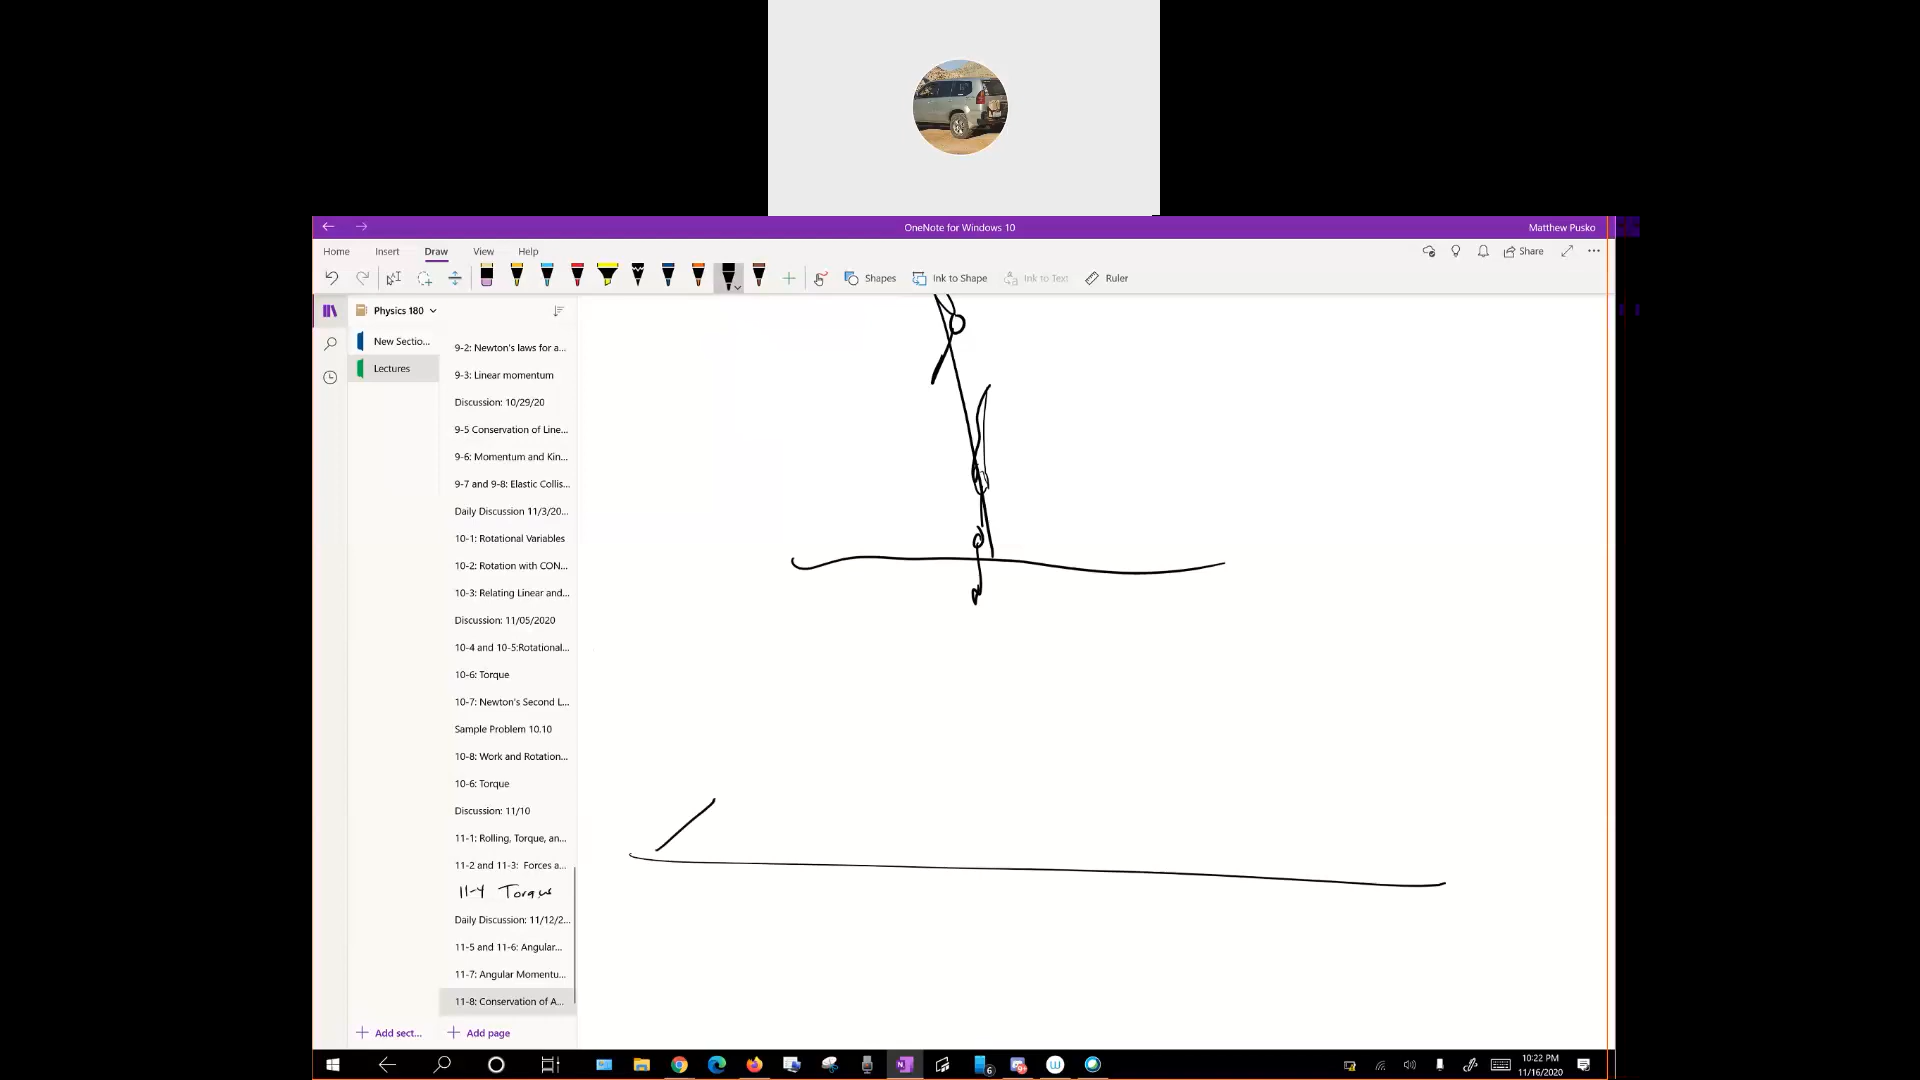 OneNote for Windows 10
Matthew Pusko
Home Insert Draw View Help
Share
Shapes Ink to Shape Ink to Text Ruler
Physics 180
New Sectio...
Lectures
9-2: Newton's laws for a...
9-3: Linear momentum
Discussion: 10/29/20
9-5 Conservation of Line...
9-6: Momentum and Kin...
9-7 and 9-8: Elastic Collis...
Daily Discussion 11/3/20...
10-1: Rotational Variables
10-2: Rotation with CON...
10-3: Relating Linear and...
Discussion: 11/05/2020
10-4 and 10-5:Rotational...
10-6: Torque
10-7: Newton's Second L...
Sample Problem 10.10
10-8: Work and Rotation...
10-6: Torque
Discussion: 11/10
11-1: Rolling, Torque, an...
11-2 and 11-3: Forces a...
11-4 Torque
Daily Discussion: 11/12/2...
11-5 and 11-6: Angular...
11-7: Angular Momentu...
11-8: Conservation of A...
Add sect...
Add page
6
10:22 PM
11/16/2020